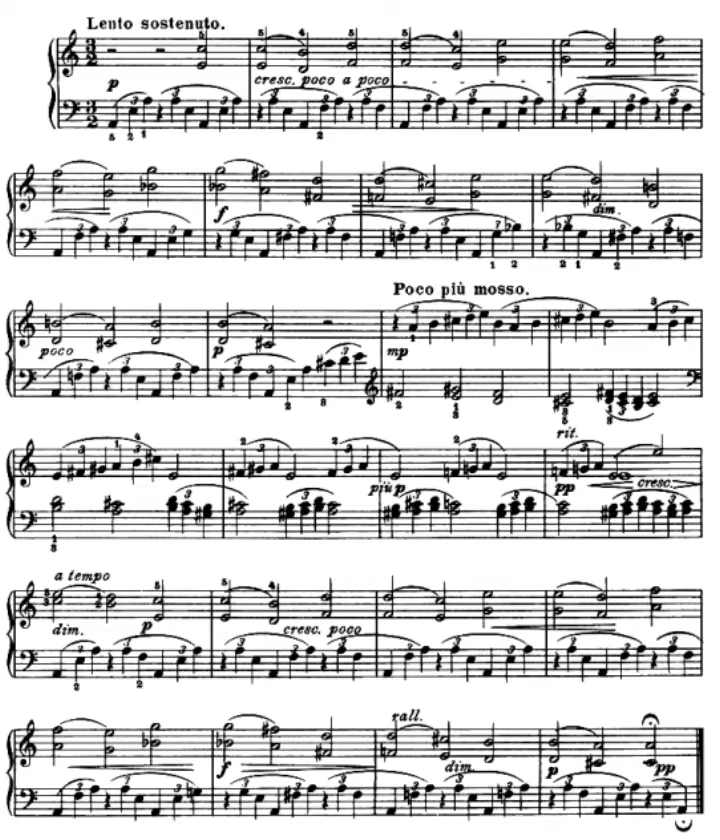 Lento sostenuto.
p cresc. poco a poco
f dim.
Poco più mosso.
poco p mp
rit.
più p pp cresc.
a tempo
dim. p cresc. poco
rall.
f dim. p pp